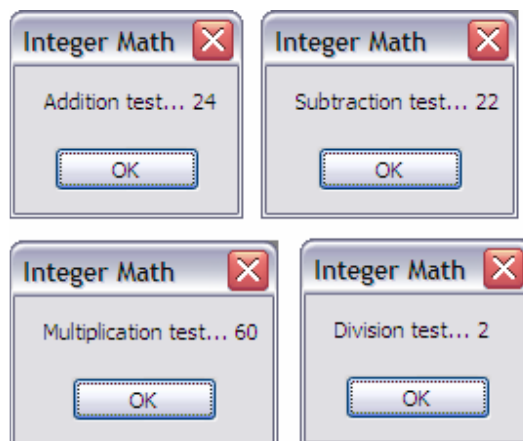 Integer Math
Addition test... 24
OK
Integer Math
Subtraction test... 22
OK
Integer Math
Multiplication test... 60
OK
Integer Math
Division test... 2
OK